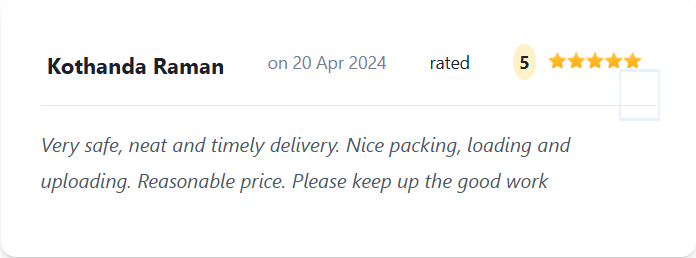 Kothanda Raman on 20 Apr 2024 rated 5 ⭐⭐⭐⭐⭐
Very safe, neat and timely delivery. Nice packing, loading and
uploading. Reasonable price. Please keep up the good work